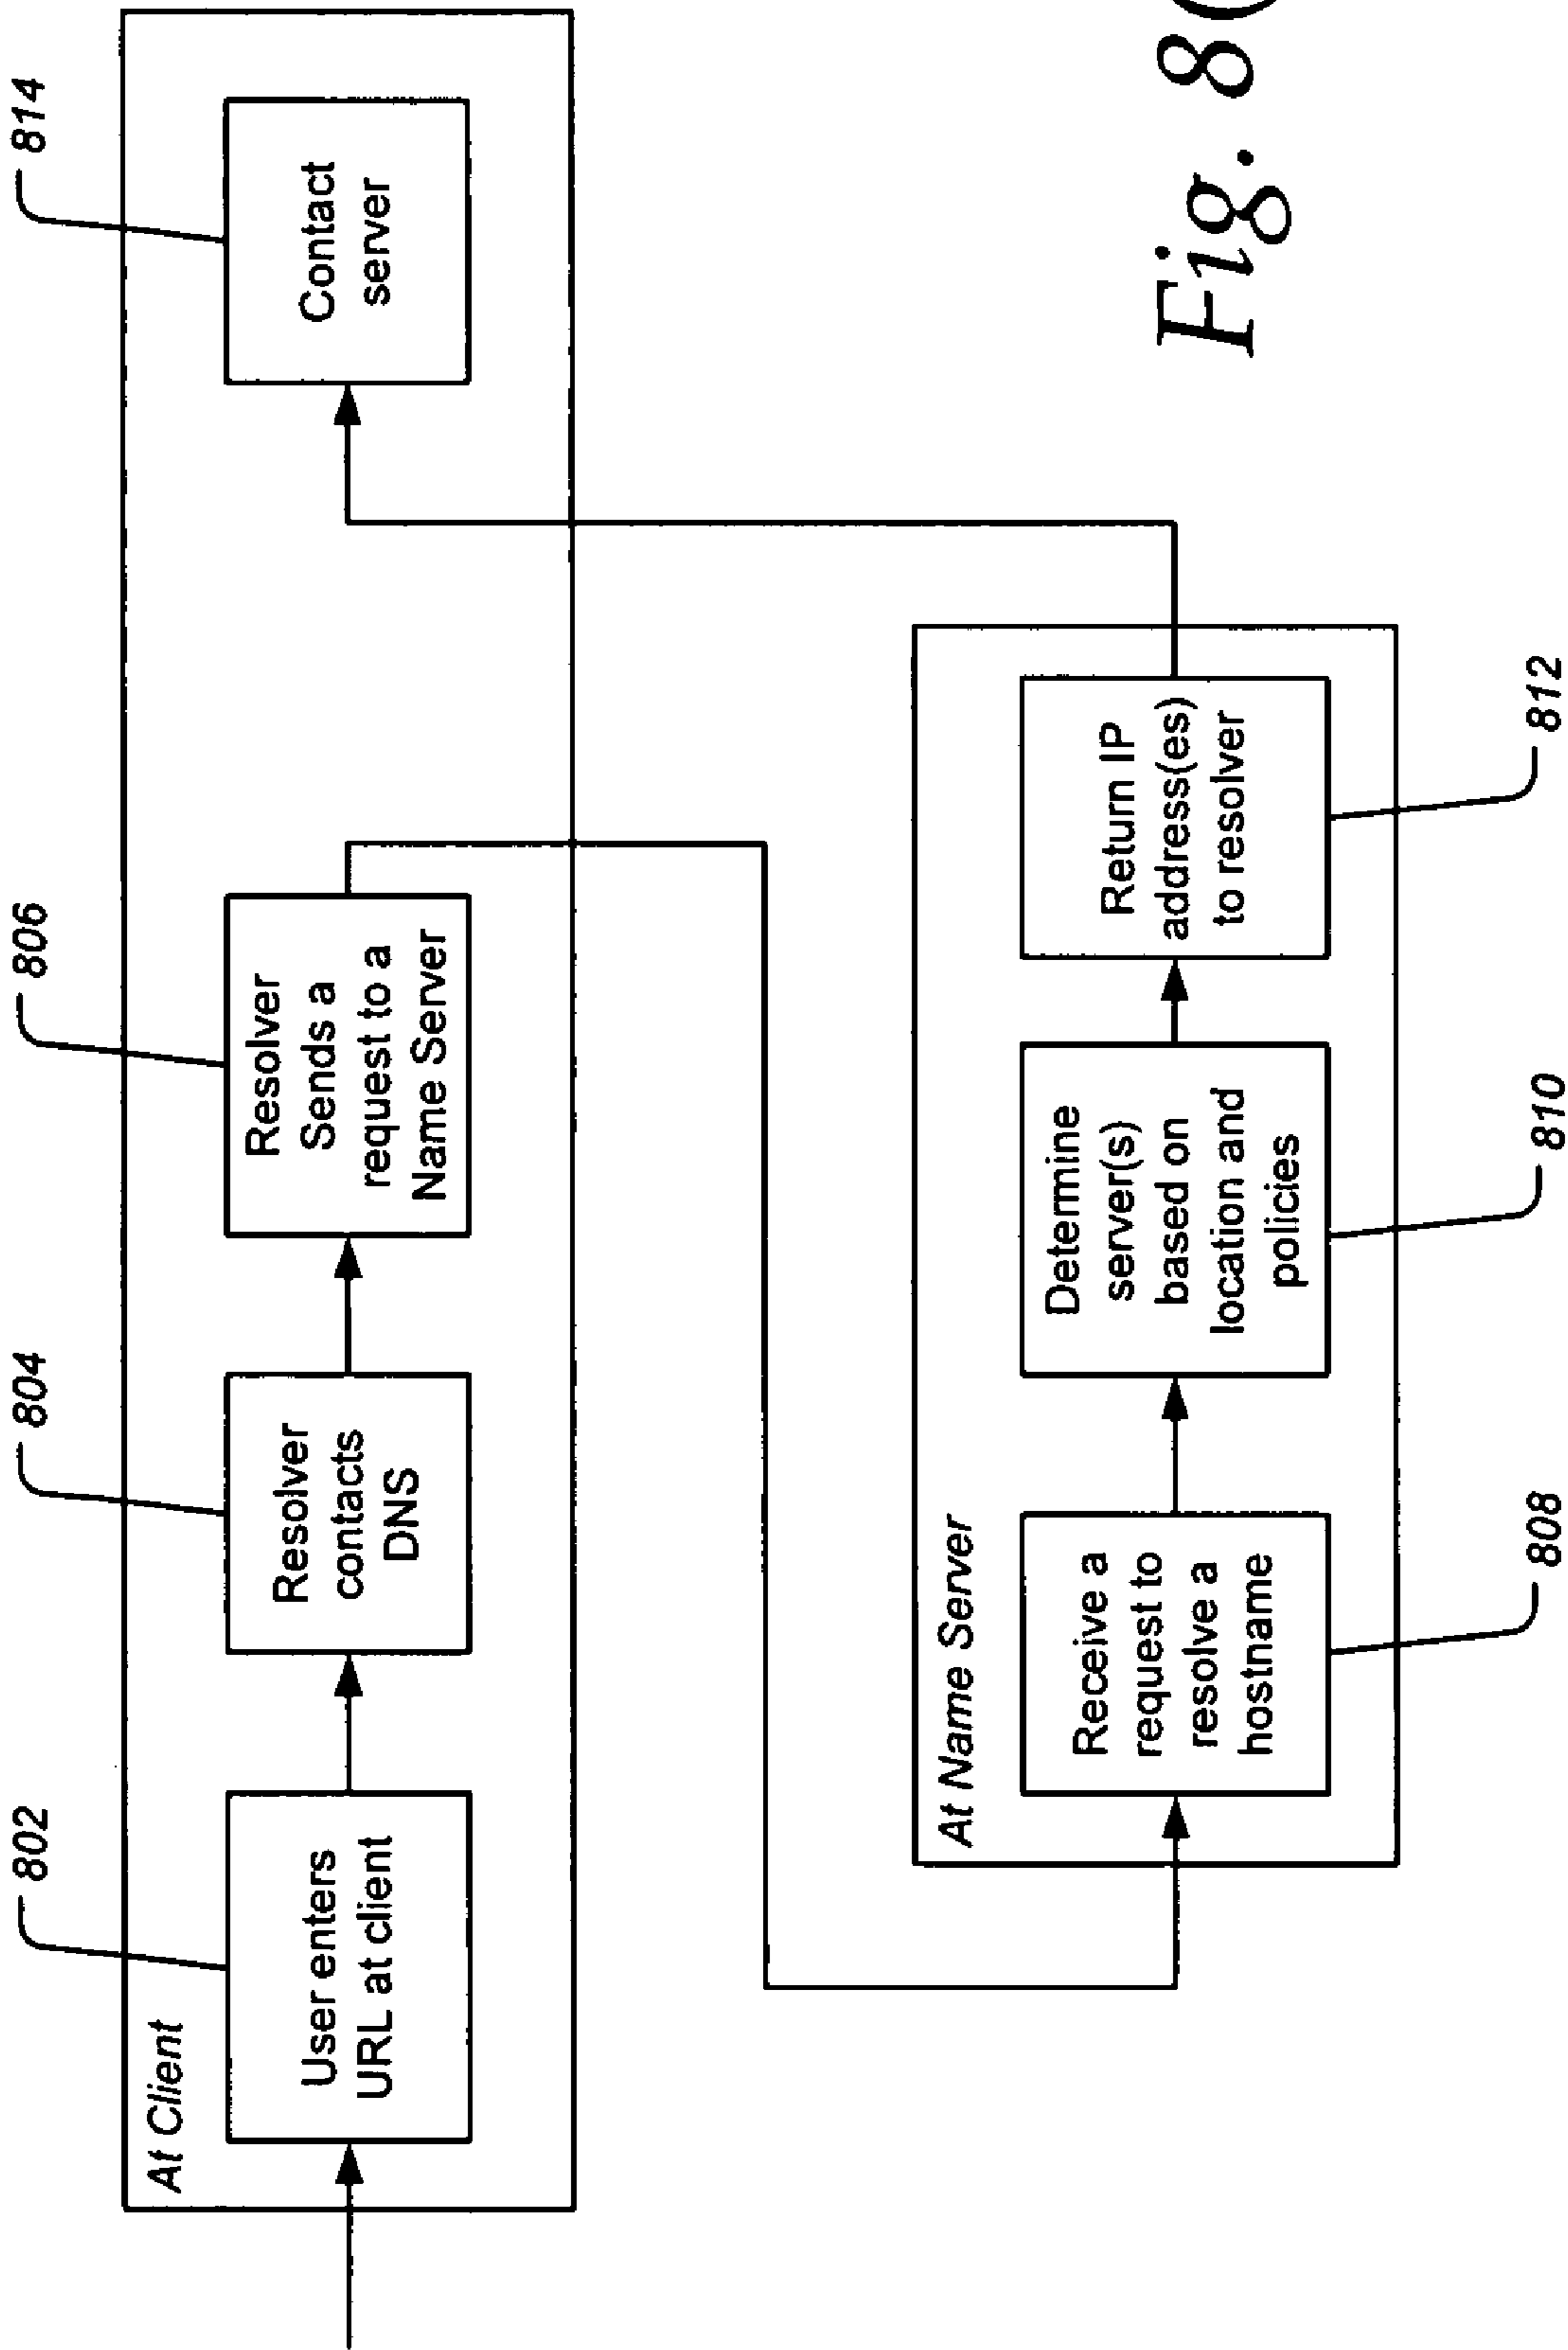 802
804
806
814
At Client
User enters
URL at client
Resolver
contacts
DNS
Resolver
Sends a
request to a
Name Server
Contact
server
At Name Server
Receive a
request to
resolve a
hostname
Determine
server(s)
based on
location and
policies
Return IP
address(es)
to resolver
808
810
812
Fig. 8(